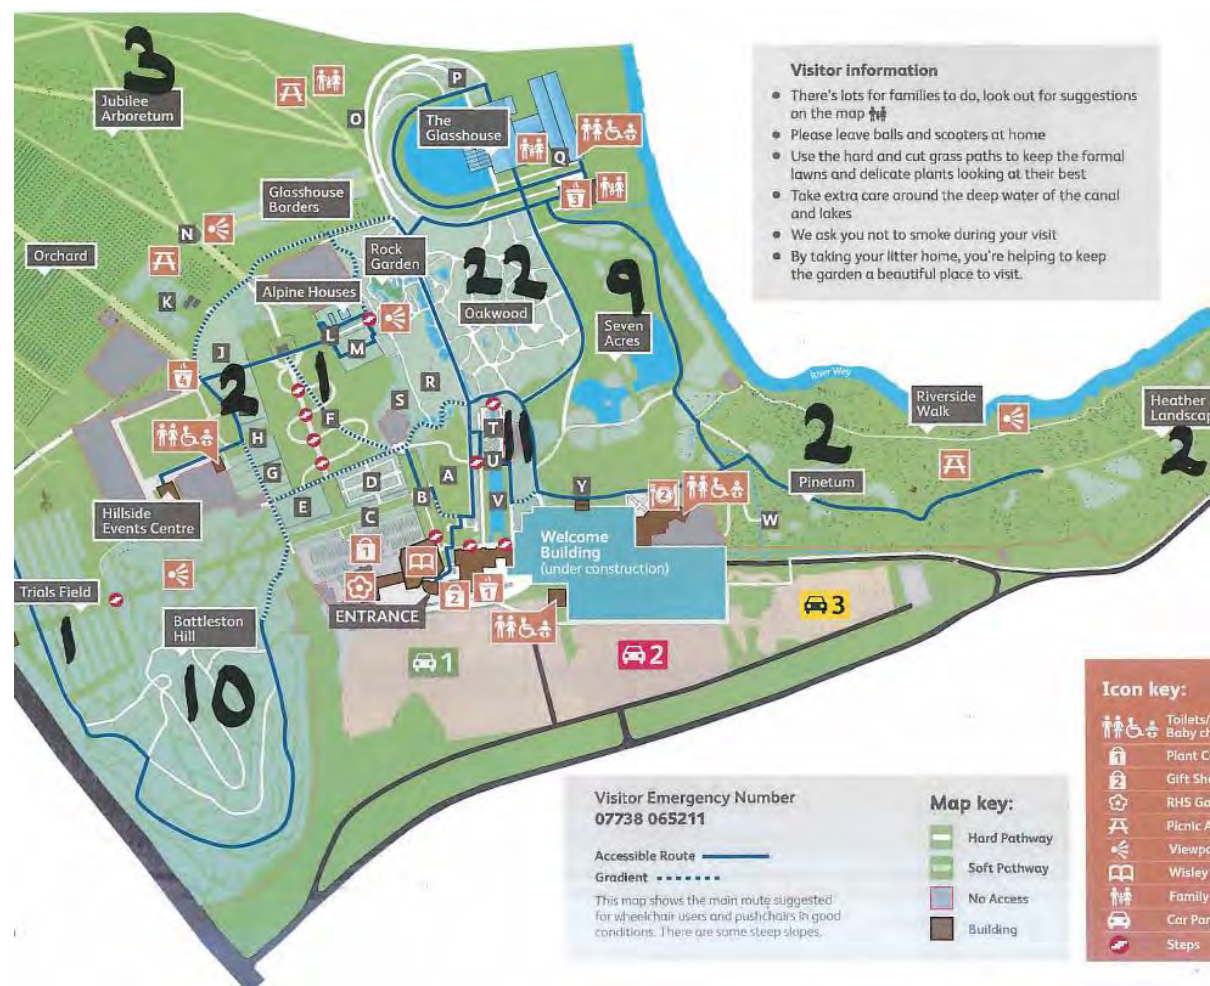 Visitor information
There's lots for families to do, look out for suggestions
on the map
Please leave balls and scooters at home
Use the hard and cut grass paths to keep the formal
lawns and delicate plants looking at their best
Take extra care around the deep water of the canal
and lakes
We ask you not to smoke during your visit
By taking your litter home, you're helping to keep
the garden a beautiful place to visit.
3
Jubilee
Arboretum
P
O
The
Glasshouse
Q
3
Glasshouse
Borders
N
Orchard
K
Rock
Garden
Alpine Houses
22
Oakwood
9
Seven
Acres
River Wey
L
M
J
4
2
1
R
S
F
T
11
U
V
H
G
E
D
C
B
A
Riverside
Walk
Heather
Landscap
2
2
Pinetum
Y
2
W
Hillside
Events Centre
1
Welcome
Building
(under construction)
Trials Field
1
Battleston
Hill
10
ENTRANCE
2
1
1
2
3
Icon key:
Toilets/
Baby ch
1 Plant C
2 Gift Sho
RHS Ga
Picnic A
Viewpo
Wisley
Family
Car Par
Steps
Visitor Emergency Number
07738 065211
Accessible Route
Gradient
This map shows the main route suggested
for wheelchair users and pushchairs in good
conditions. There are some steep slopes.
Map key:
Hard Pathway
Soft Pathway
No Access
Building